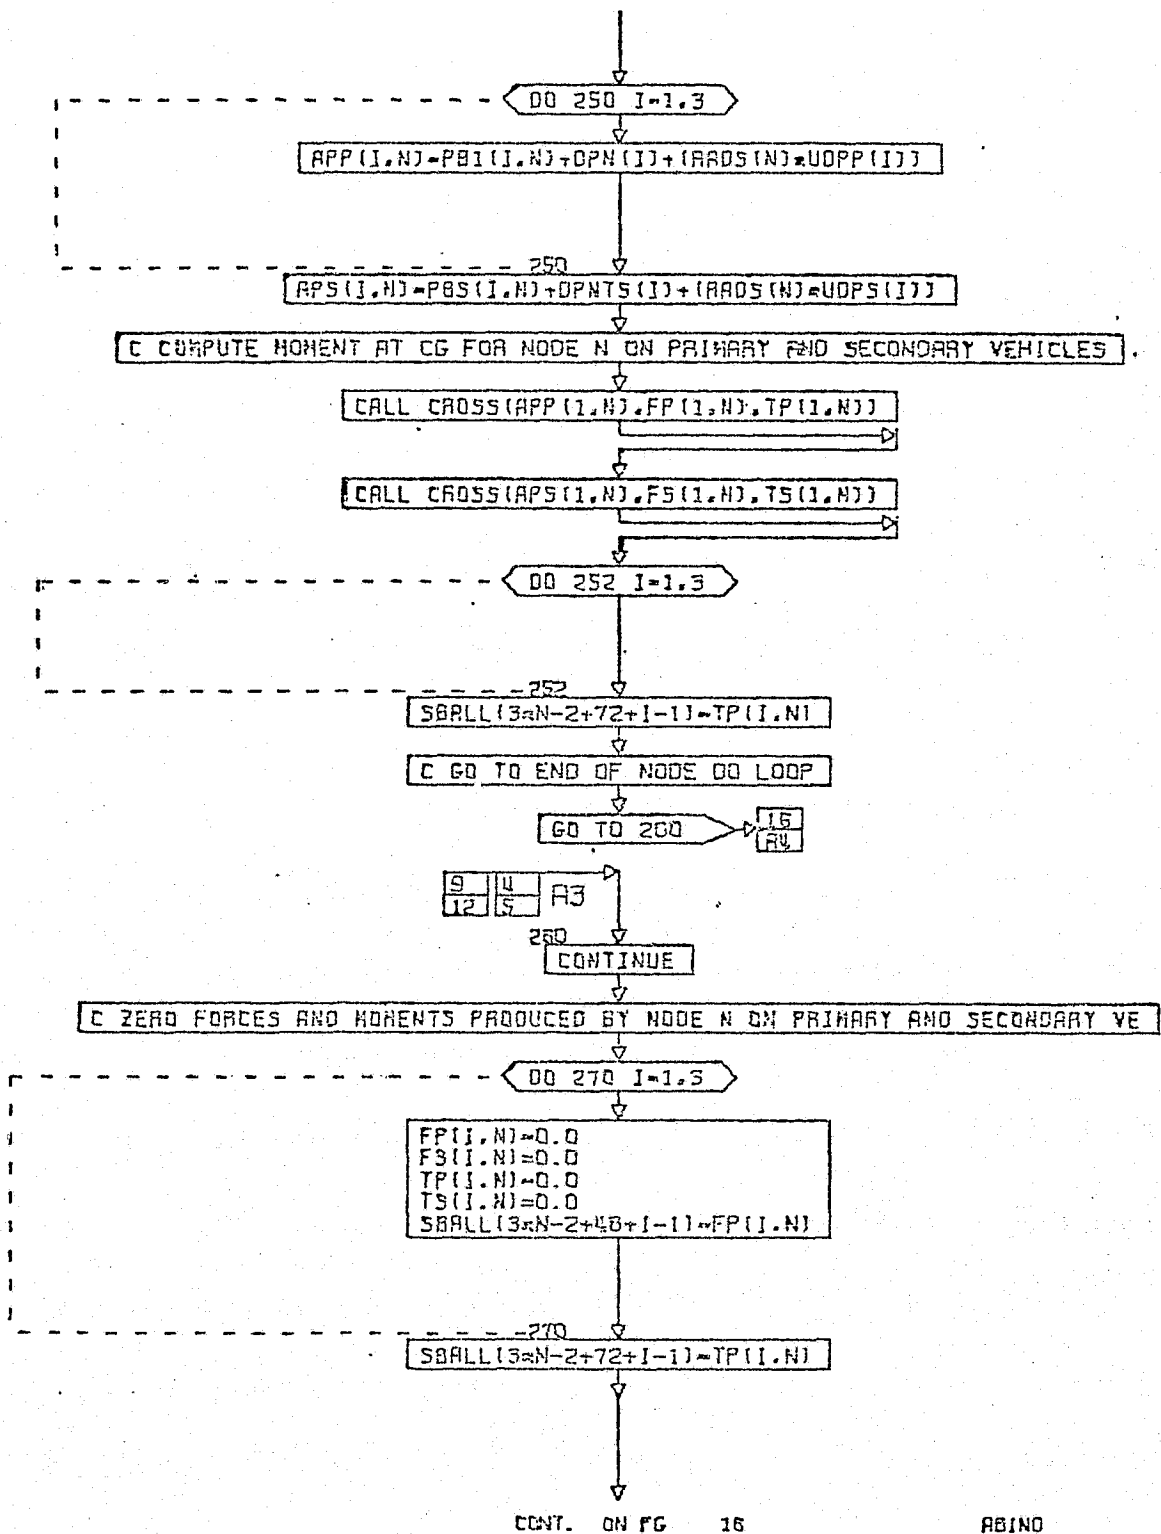 DO 250 I=1,3
APP(I,N)=PB1(I,N)+DPN(I)+(AADS(N)*UDPP(I))
250
APS(I,N)=PBS(I,N)+DPNTS(I)+(AADS(N)*UDPS(I))
C COMPUTE MOMENT AT CG FOR NODE N ON PRIMARY AND SECONDARY VEHICLES
CALL CROSS(APP(1,N),FP(1,N),TP(1,N))
CALL CROSS(APS(1,N),FS(1,N),TS(1,N))
DO 252 I=1,3
252
SBALL(3*N-2+72+I-1)=TP(I,N)
C GO TO END OF NODE DO LOOP
GO TO 200
16
A4
9 4
12 5
A3
260
CONTINUE
C ZERO FORCES AND MOMENTS PRODUCED BY NODE N ON PRIMARY AND SECONDARY VE
DO 270 I=1,3
FP(I,N)=0.0
FS(I,N)=0.0
TP(I,N)=0.0
TS(I,N)=0.0
SBALL(3*N-2+48+I-1)=FP(I,N)
270
SBALL(3*N-2+72+I-1)=TP(I,N)
CONT. ON PG 16 ABIND